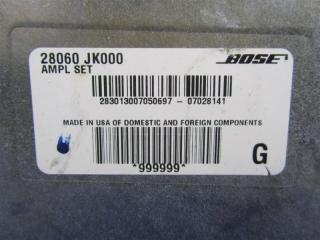 28060 JK000
BOSE
AMPL SET
283013007050697 - 07028141
MADE IN USA OF DOMESTIC AND FOREIGN COMPONENTS
*999999*
G